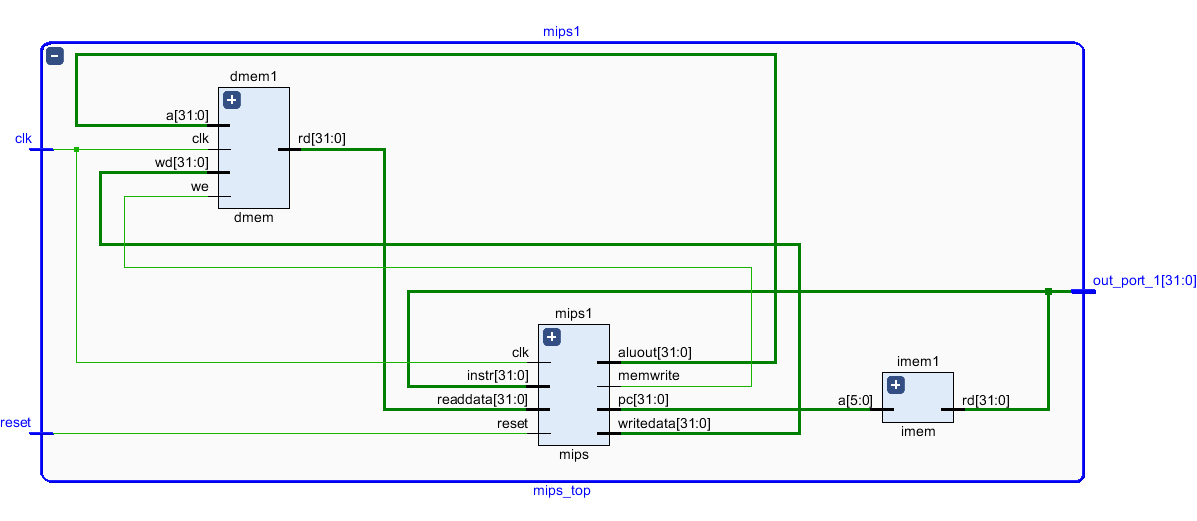 mips1
dmem1
a[31:0]
clk
clk
rd[31:0]
wd[31:0]
we
dmem
out_port_1[31:0]
mips1
clk
aluout[31:0]
imem1
instr[31:0]
memwrite
readdata[31:0]
pc[31:0]
a[5:0]
rd[31:0]
reset
reset
writedata[31:0]
imem
mips
mips_top